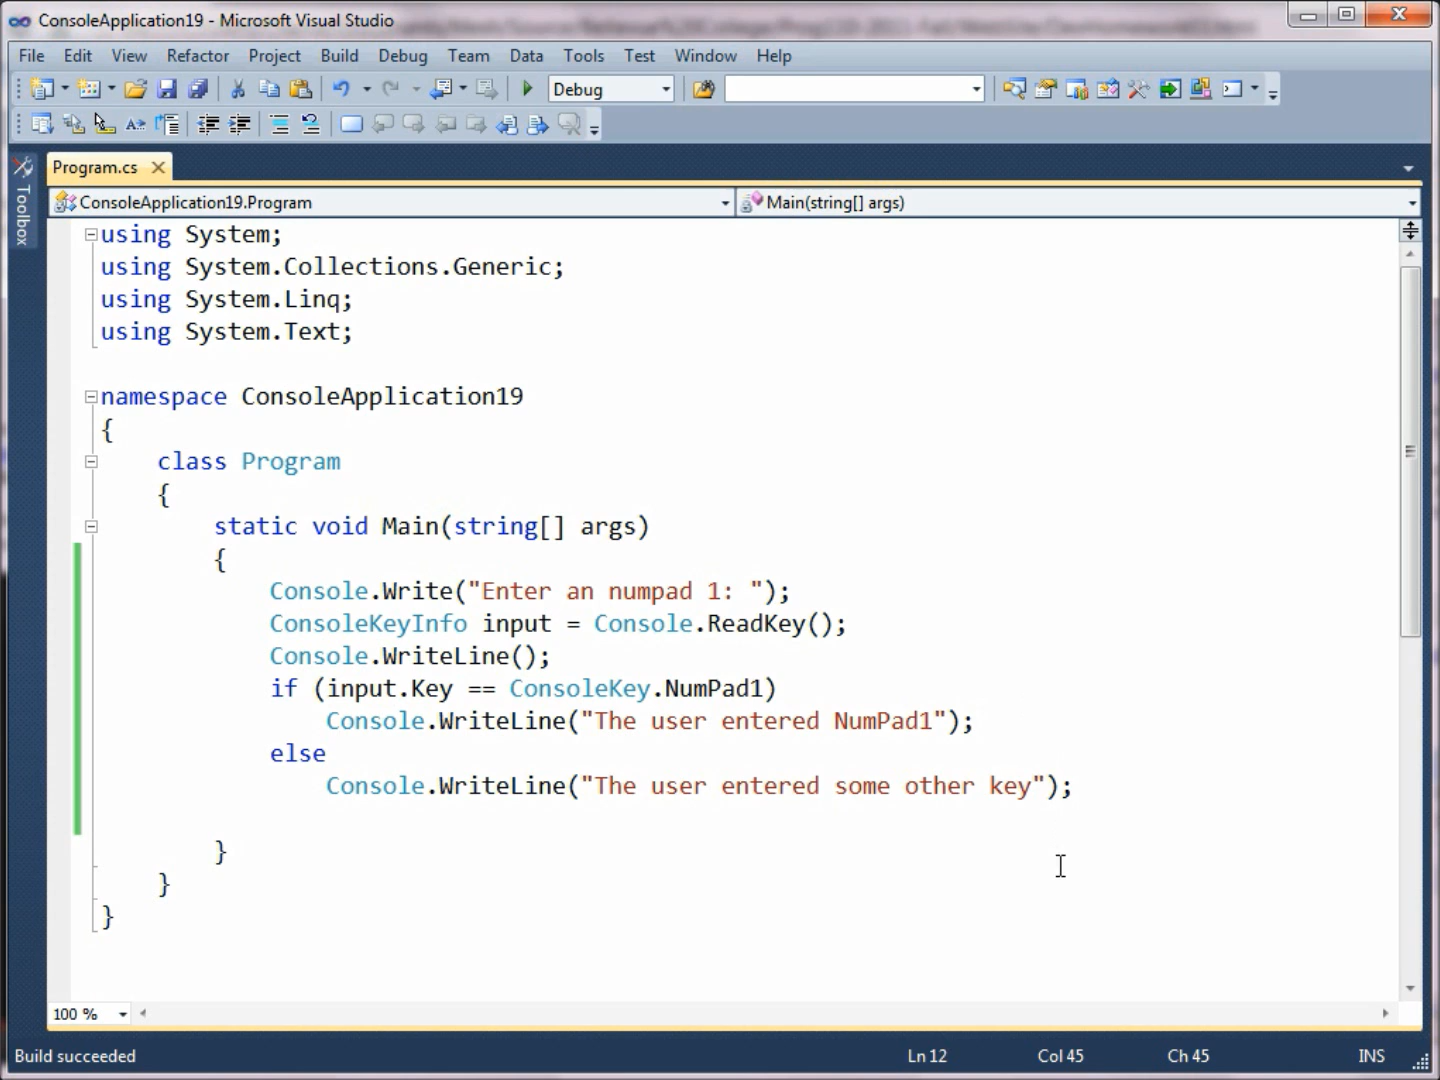 ConsoleApplication19 - Microsoft Visual Studio
File Edit View Refactor Project Build Debug Team Data Tools Test Window Help
Debug
Program.cs
Toolbox
ConsoleApplication19.Program
Main(string[] args)
using System;
using System.Collections.Generic;
using System.Linq;
using System.Text;
namespace ConsoleApplication19
{
class Program
{
static void Main(string[] args)
{
Console.Write("Enter an numpad 1: ");
ConsoleKeyInfo input = Console.ReadKey();
Console.WriteLine();
if (input.Key == ConsoleKey.NumPad1)
Console.WriteLine("The user entered NumPad1");
else
Console.WriteLine("The user entered some other key");
}
}
}
100 %
Build succeeded Ln 12 Col 45 Ch 45 INS